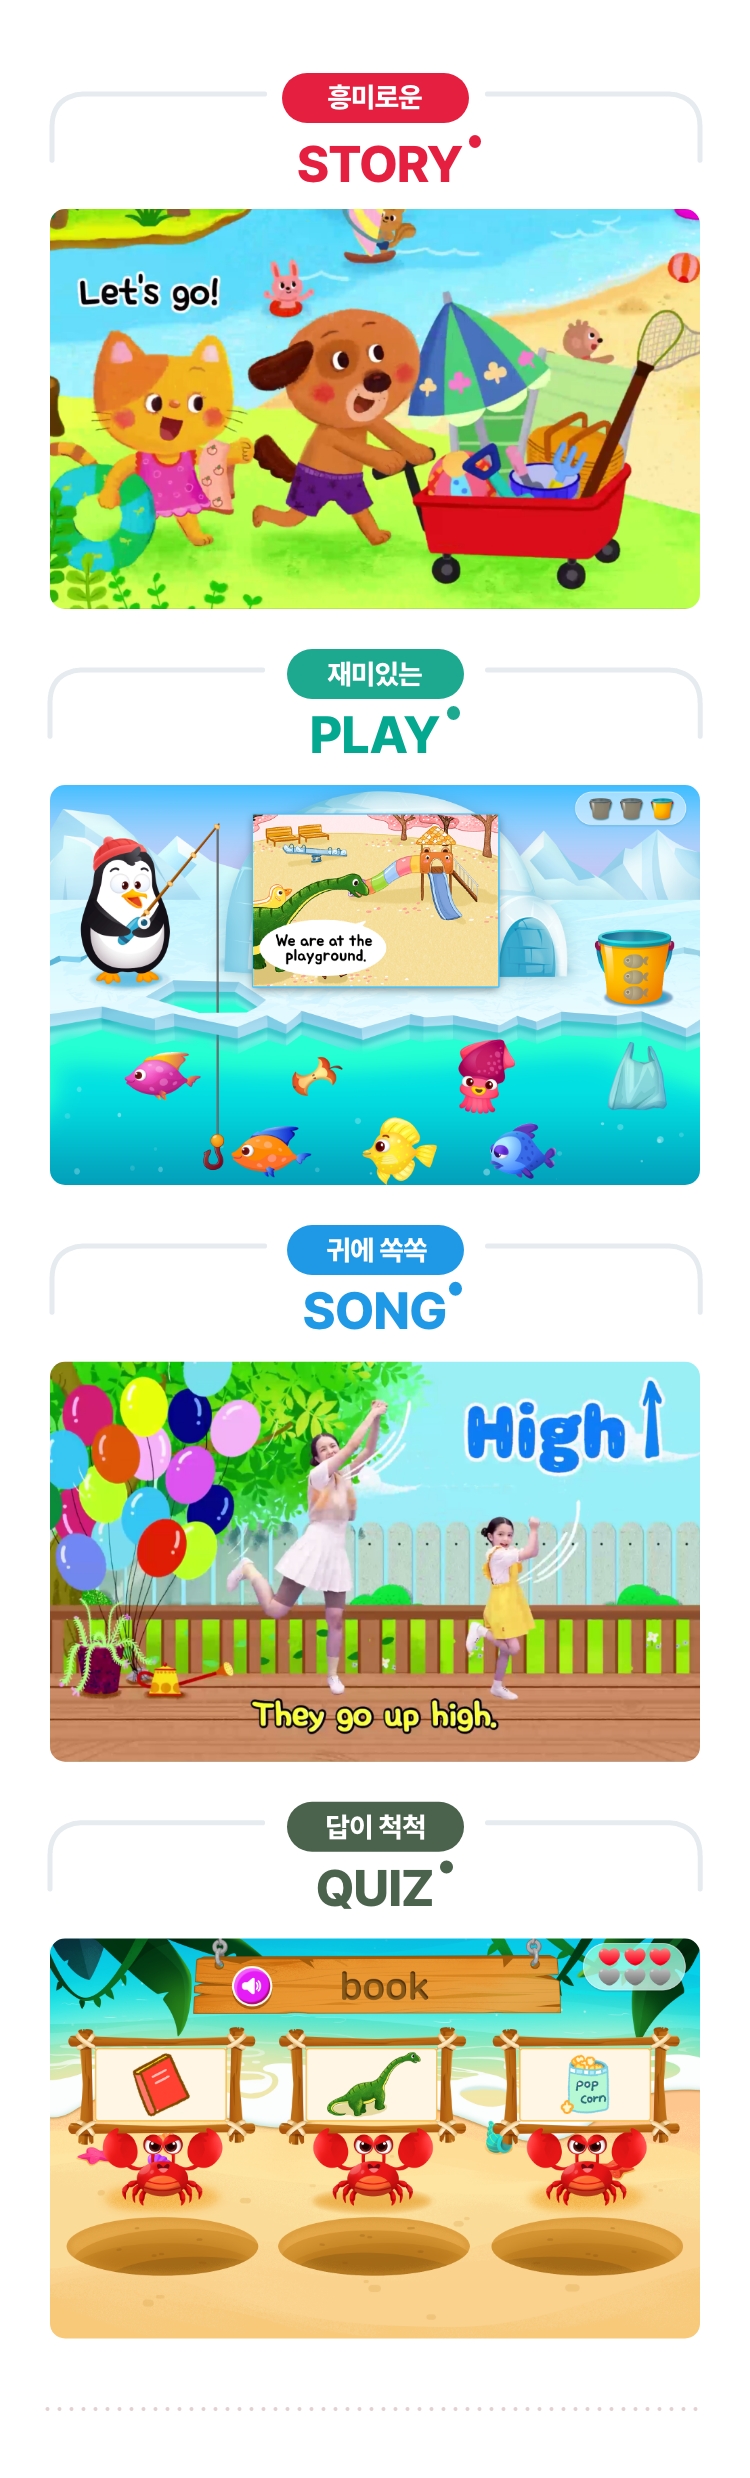 흥미로운
STORY
Let's go!
재미있는
PLAY
We are at the
playground.
귀에 쏙쏙
SONG
High
They go up high.
답이 척척
QUIZ
book
pop
corn